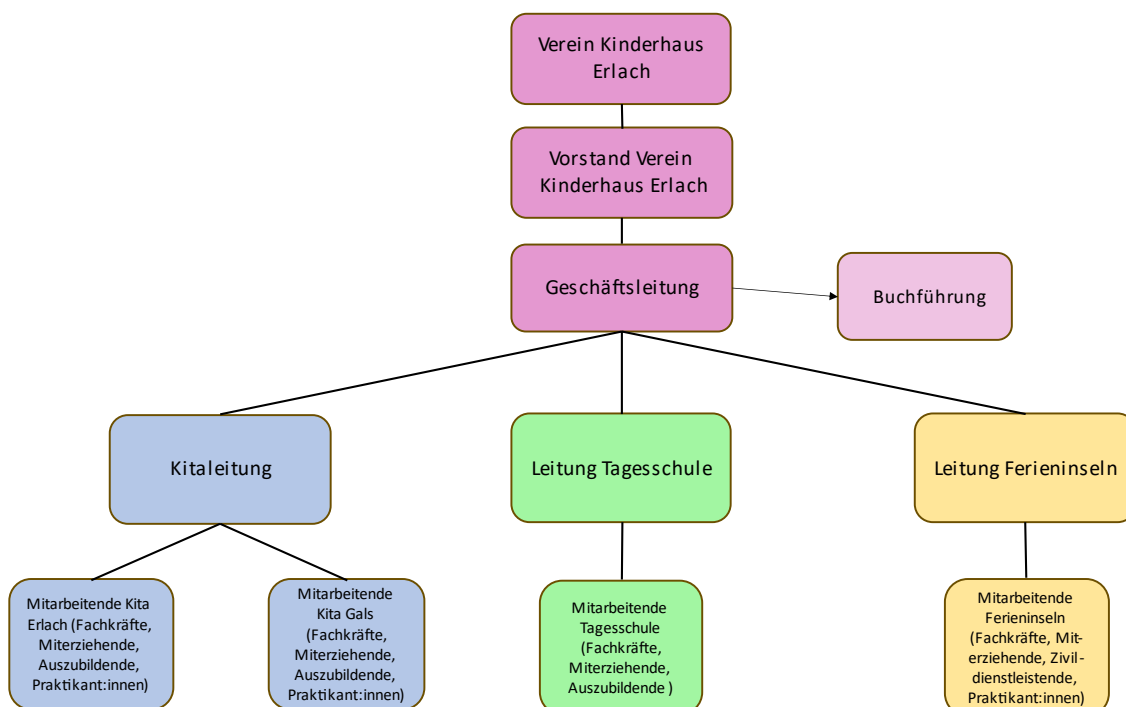 Verein Kinderhaus
Erlach
Vorstand Verein
Kinderhaus Erlach
Geschäftsleitung
Buchführung
Kitaleitung
Leitung Tagesschule
Leitung Ferieninseln
Mitarbeitende Kita
Erlach (Fachkräfte,
Miterziehende,
Auszubildende,
Praktikant:innen)
Mitarbeitende
Kita Gals
(Fachkräfte,
Miterziehende,
Auszubildende,
Praktikant:innen)
Mitarbeitende
Tagesschule
(Fachkräfte,
Miterziehende,
Auszubildende )
Mitarbeitende
Ferieninseln
(Fachkräfte, Mit-
erziehende, Zivil-
dienstleistende,
Praktikant:innen)